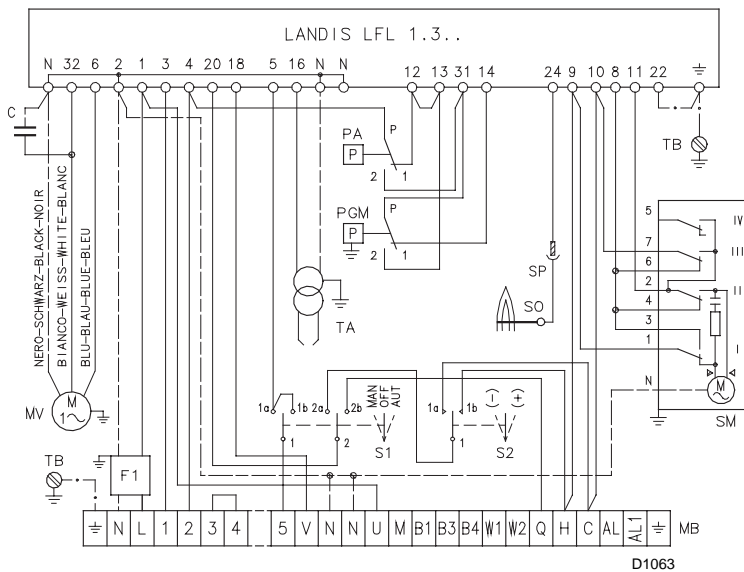 LANDIS LFL 1.3..
N 32 6 2 1 3 4 20 18 5 16 N N 12 13 31 14 24 9 10 8 11 22
C
NERO-SCHWARZ-BLACK-NOIR
BIANCO-WEISS-WHITE-BLANC
BLU-BLAU-BLUE-BLEU
PA
P
P
2 1
PGM
P
P
2 1
TA
SP
SO
TB
5 IV
7 III
6
2 II
4
3
1 I
N M
SM
MV
M
1~
TB
F1
1a 1b 2a 2b
MAN
OFF
AUT
1 2 S1
1a 1b (-) (+)
1 S2
N L 1 2 3 4 5 V N N U M B1 B3 B4 W1 W2 Q H C AL AL1 MB
D1063